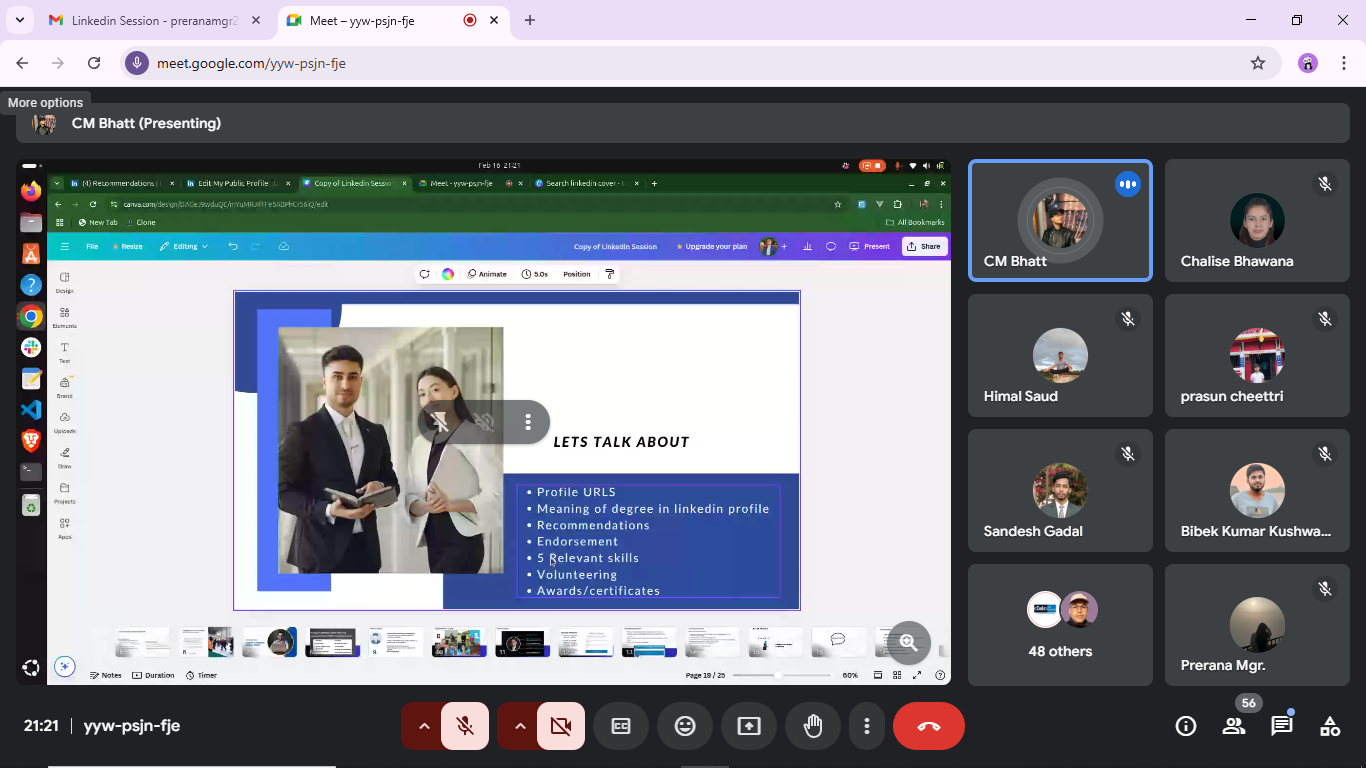 Linkedin Session - preranamgr2
Meet – yyw-psjn-fje
meet.google.com/yyw-psjn-fje
More options
CM Bhatt (Presenting)
Feb 16 21:21
(4) Recommendations
Edit My Public Profile
Copy of Linkedin Session
Meet - yyw-psjn-fje
Search linkedin cover -
New Tab
Clone
All Bookmarks
File
Resize
Editing
Copy of LinkedIn Session
Upgrade your plan
Present
Share
Animate
5.0s
Position
Design
Elements
Text
Brand
Uploads
Draw
Projects
Apps
LETS TALK ABOUT
• Profile URLS
• Meaning of degree in linkedin profile
• Recommendations
• Endorsement
• 5 Relevant skills
• Volunteering
• Awards/certificates
Notes
Duration
Timer
Page 19 / 25
60%
CM Bhatt
Chalise Bhawana
Himal Saud
prasun cheettri
Sandesh Gadal
Bibek Kumar Kushwa...
48 others
Prerana Mgr.
21:21
yyw-psjn-fje
56